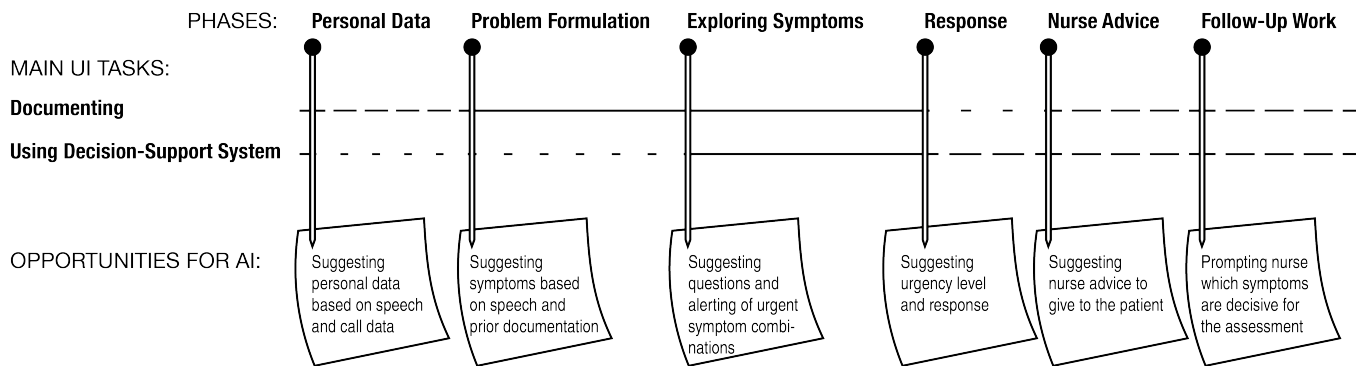 PHASES: Personal Data Problem Formulation Exploring Symptoms Response Nurse Advice Follow-Up Work
MAIN UI TASKS:
Documenting
Using Decision-Support System
OPPORTUNITIES FOR AI:
Suggesting
personal data
based on speech
and call data
Suggesting
symptoms based
on speech and
prior documentation
Suggesting
questions and
alerting of urgent
symptom combi-
nations
Suggesting
urgency level
and response
Suggesting
nurse advice to
give to the patient
Prompting nurse
which symptoms
are decisive for
the assessment